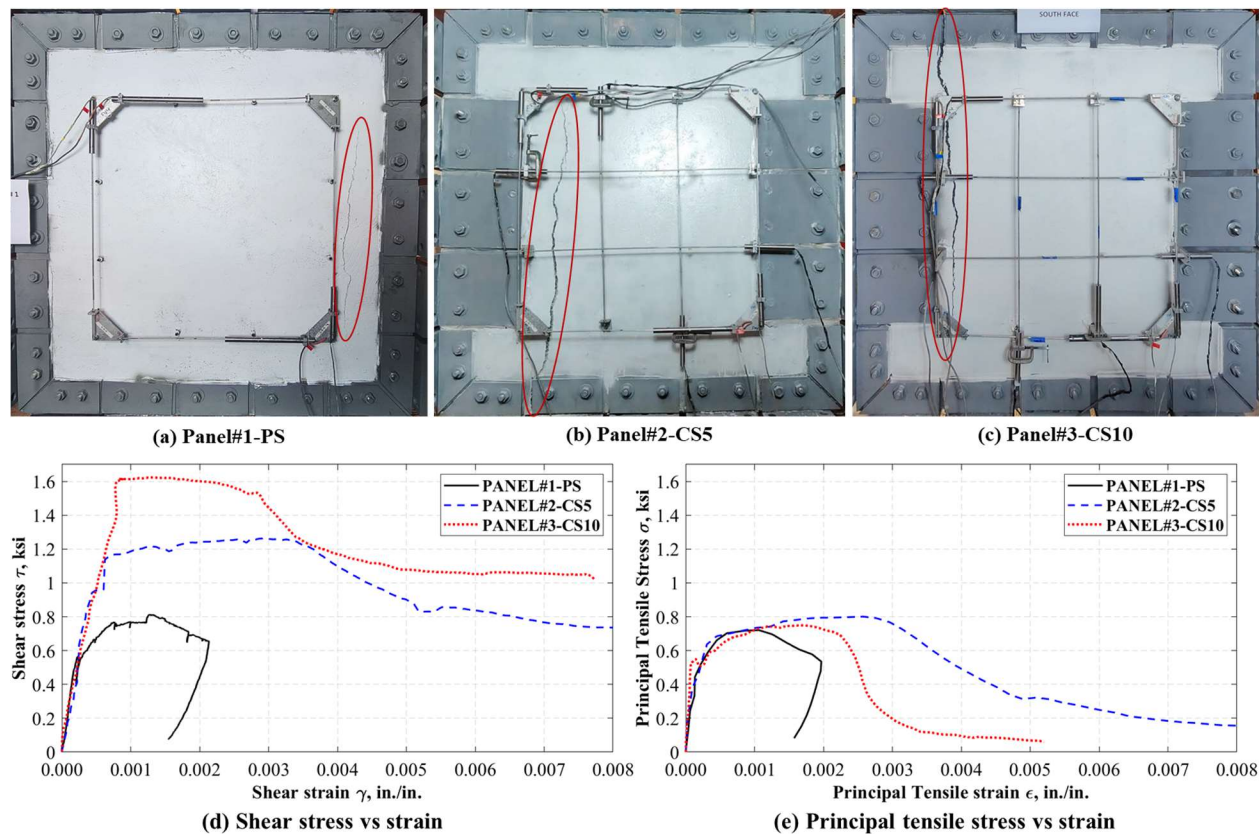 SOUTH FACE
(a) Panel#1-PS
(b) Panel#2-CS5
(c) Panel#3-CS10
Shear stress τ, ksi
1.6
1.4
1.2
1
0.8
0.6
0.4
0.2
0
PANEL#1-PS
PANEL#2-CS5
PANEL#3-CS10
0.000 0.001 0.002 0.003 0.004 0.005 0.006 0.007 0.008
Shear strain γ, in./in.
(d) Shear stress vs strain
Principal Tensile Stress σ, ksi
1.6
1.4
1.2
1
0.8
0.6
0.4
0.2
0
PANEL#1-PS
PANEL#2-CS5
PANEL#3-CS10
0.000 0.001 0.002 0.003 0.004 0.005 0.006 0.007 0.008
Principal Tensile strain ϵ, in./in.
(e) Principal tensile stress vs strain